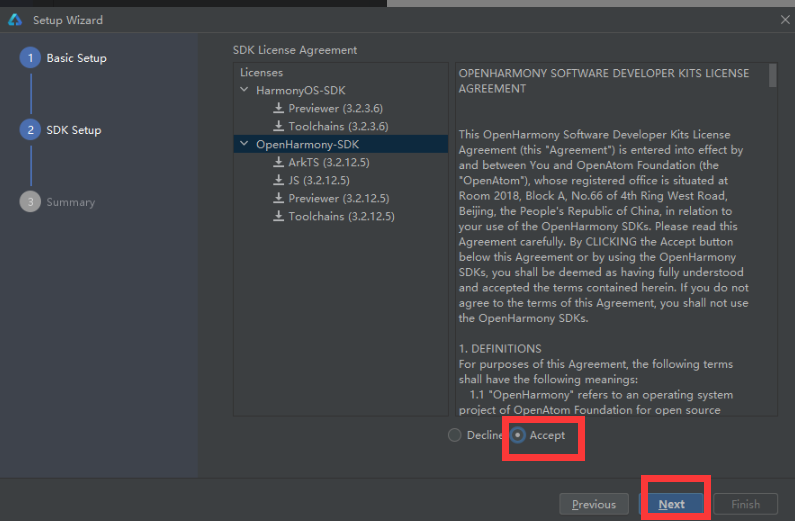 Setup Wizard
1 Basic Setup
2 SDK Setup
3 Summary
SDK License Agreement
Licenses
HarmonyOS-SDK
Previewer (3.2.3.6)
Toolchains (3.2.3.6)
OpenHarmony-SDK
ArkTS (3.2.12.5)
JS (3.2.12.5)
Previewer (3.2.12.5)
Toolchains (3.2.12.5)
OPENHARMONY SOFTWARE DEVELOPER KITS LICENSE
AGREEMENT
This OpenHarmony Software Developer Kits License
Agreement (this "Agreement") is entered into effect by
and between You and OpenAtom Foundation (the
"OpenAtom"), whose registered office is situated at
Room 2018, Block A, No.66 of 4th Ring West Road,
Beijing, the People's Republic of China, in relation to
your use of the OpenHarmony SDKs. Please read this
Agreement carefully. By CLICKING the Accept button
below this Agreement or by using the OpenHarmony
SDKs, you shall be deemed as having fully understood
and accepted the terms contained herein. If you do not
agree to the terms of this Agreement, you shall not use
the OpenHarmony SDKs.
1. DEFINITIONS
For purposes of this Agreement, the following terms
shall have the following meanings:
1.1 "OpenHarmony" refers to an operating system
project of OpenAtom Foundation for open source
Decline Accept
Previous Next Finish